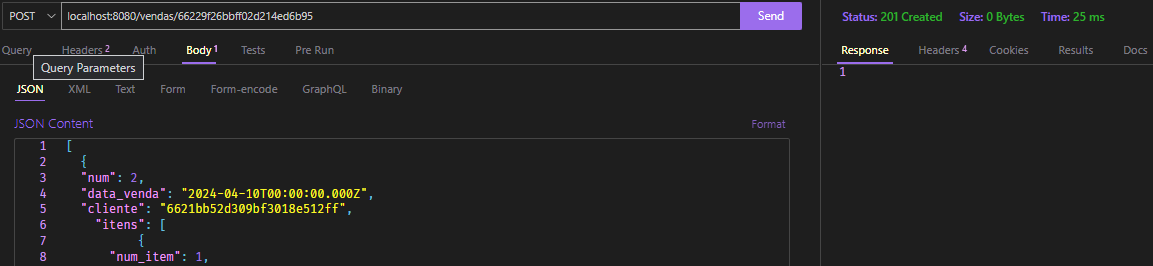 POST localhost:8080/vendas/66229f26bbff02d214ed6b95 Send
Status: 201 Created Size: 0 Bytes Time: 25 ms
Query Headers 2 Auth Body 1 Tests Pre Run
Response Headers 4 Cookies Results Docs
Query Parameters
1
JSON XML Text Form Form-encode GraphQL Binary
JSON Content Format
1 [
2 {
3 "num": 2,
4 "data_venda": "2024-04-10T00:00:00.000Z",
5 "cliente": "6621bb52d309bf3018e512ff",
6 "itens": [
7 {
8 "num_item": 1,